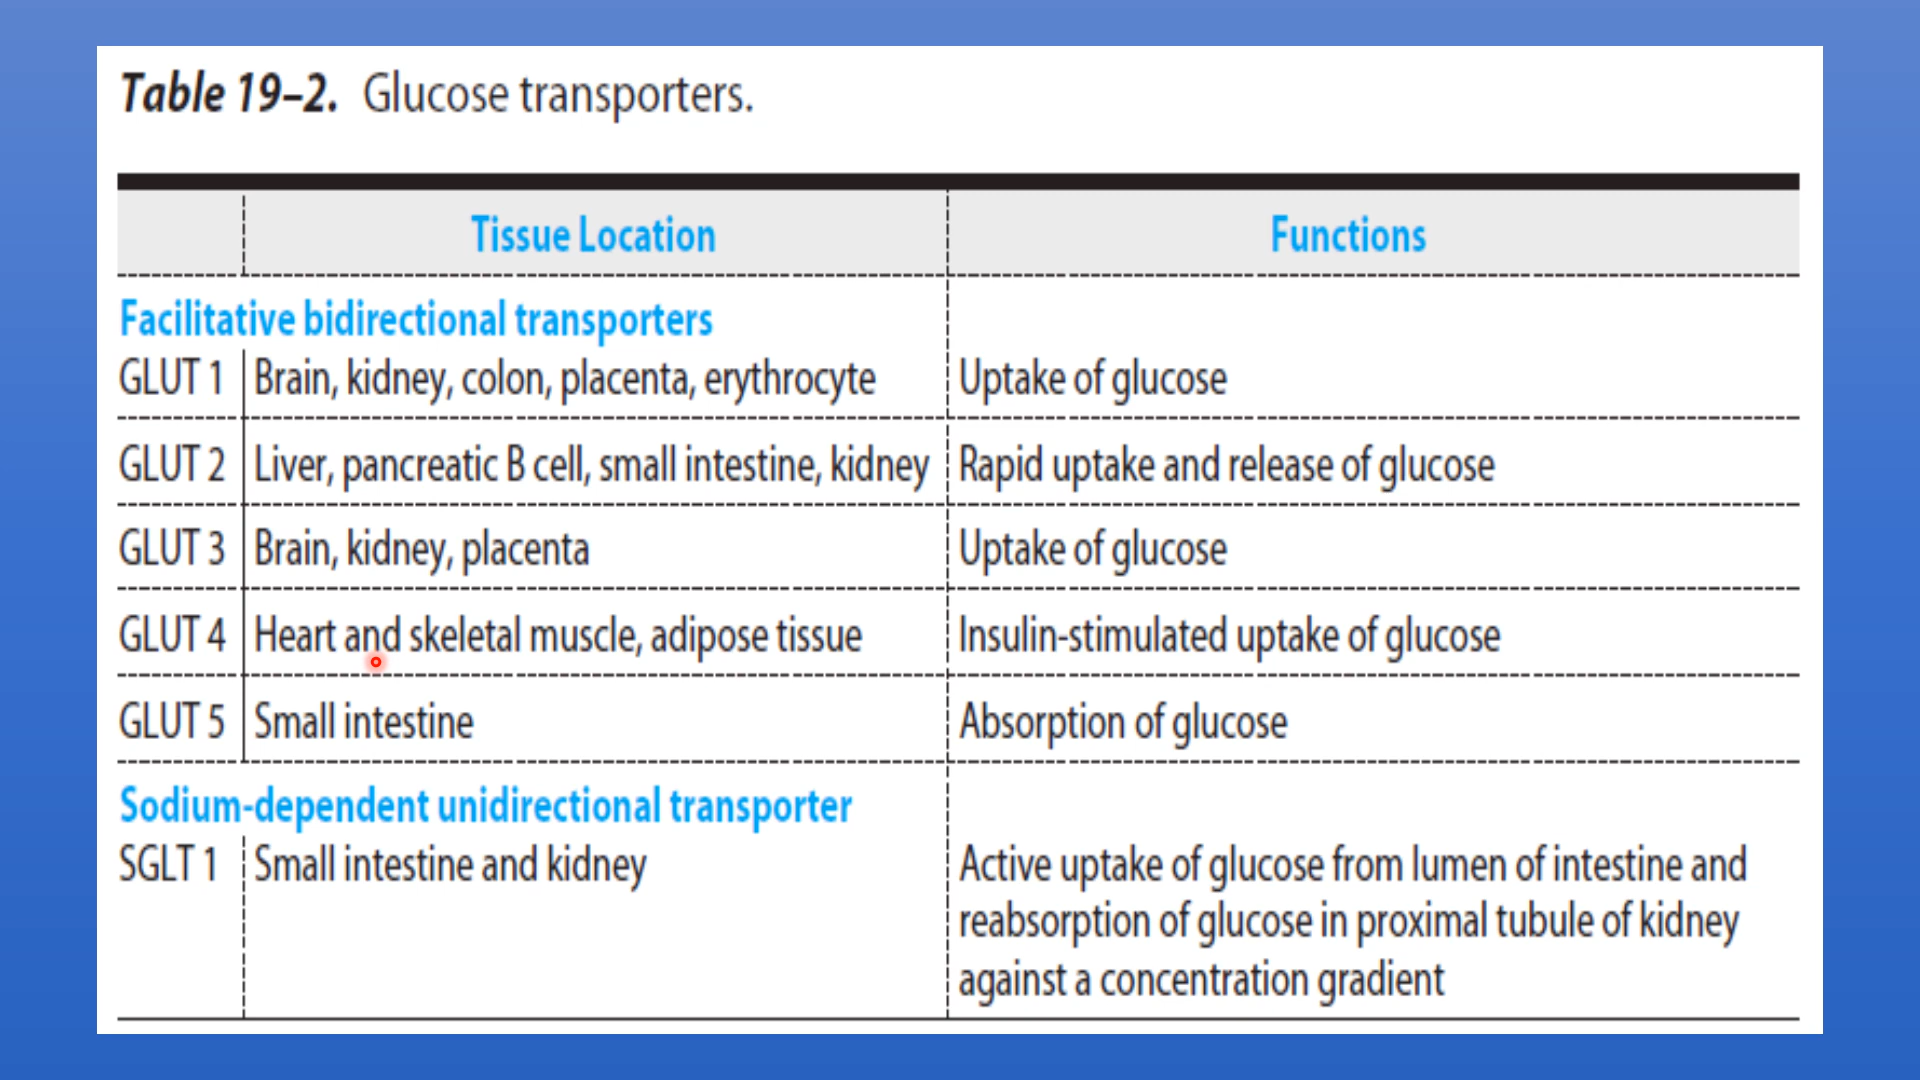 Table 19–2. Glucose transporters.
Tissue Location Functions
Facilitative bidirectional transporters
GLUT 1 Brain, kidney, colon, placenta, erythrocyte Uptake of glucose
GLUT 2 Liver, pancreatic B cell, small intestine, kidney Rapid uptake and release of glucose
GLUT 3 Brain, kidney, placenta Uptake of glucose
GLUT 4 Heart and skeletal muscle, adipose tissue Insulin-stimulated uptake of glucose
GLUT 5 Small intestine Absorption of glucose
Sodium-dependent unidirectional transporter
SGLT 1 Small intestine and kidney Active uptake of glucose from lumen of intestine and
reabsorption of glucose in proximal tubule of kidney
against a concentration gradient